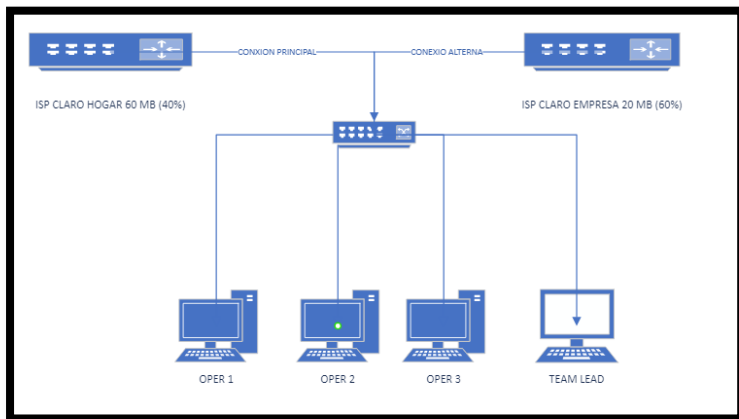 CONXION PRINCIPAL
CONEXIO ALTERNA
ISP CLARO HOGAR 60 MB (40%)
ISP CLARO EMPRESA 20 MB (60%)
OPER 1
OPER 2
OPER 3
TEAM LEAD